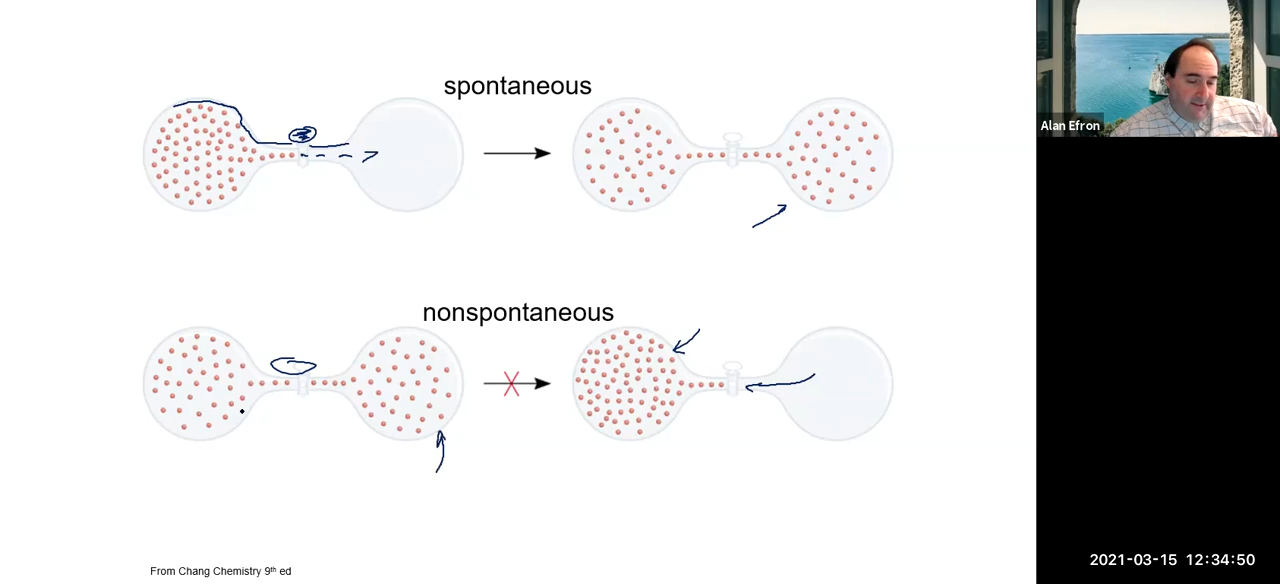 spontaneous
Alan Efron
nonspontaneous
2021-03-15 12:34:50
From Chang Chemistry 9th ed